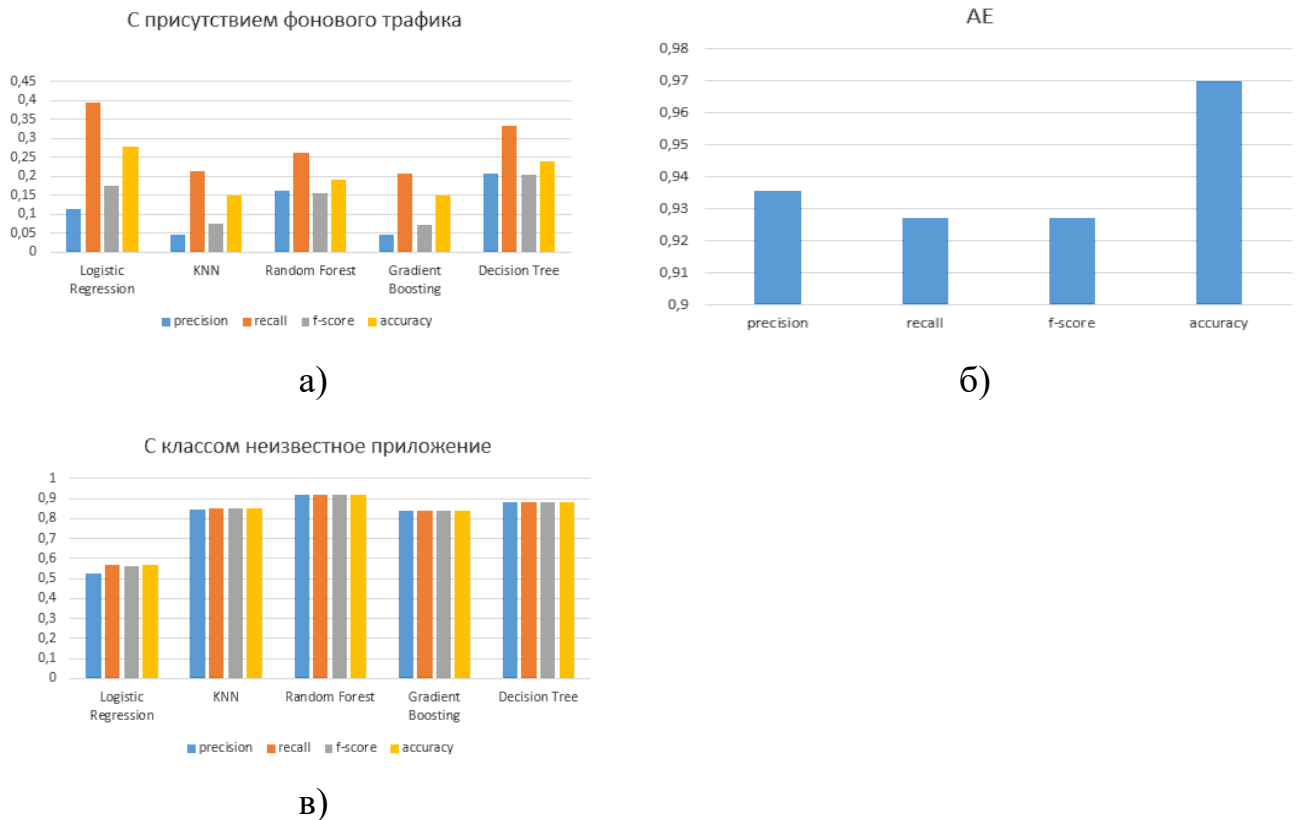 С присутствием фонового трафика
0,45
0,4
0,35
0,3
0,25
0,2
0,15
0,1
0,05
0
Logistic
Regression
KNN
Random Forest
Gradient
Boosting
Decision Tree
precision recall f-score accuracy
а)
AE
0,98
0,97
0,96
0,95
0,94
0,93
0,92
0,91
0,9
precision recall f-score accuracy
б)
С классом неизвестное приложение
1
0,9
0,8
0,7
0,6
0,5
0,4
0,3
0,2
0,1
0
Logistic
Regression
KNN
Random Forest
Gradient
Boosting
Decision Tree
precision recall f-score accuracy
в)